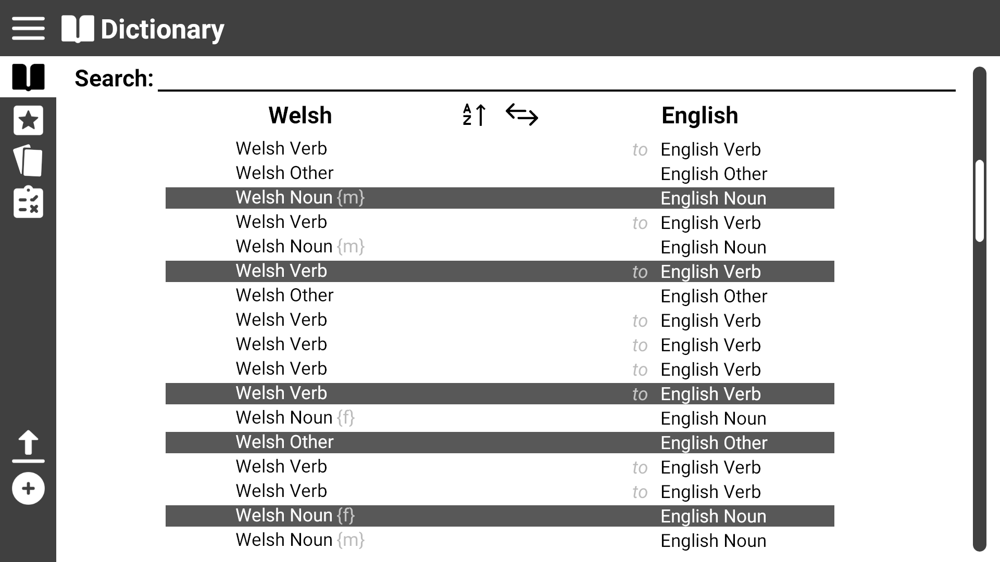 Dictionary
Search:
Welsh A Z English
Welsh Verb to English Verb
Welsh Other English Other
Welsh Noun {m} English Noun
Welsh Verb to English Verb
Welsh Noun {m} English Noun
Welsh Verb to English Verb
Welsh Other English Other
Welsh Verb to English Verb
Welsh Verb to English Verb
Welsh Verb to English Verb
Welsh Verb to English Verb
Welsh Noun {f} English Noun
Welsh Other English Other
Welsh Verb to English Verb
Welsh Verb to English Verb
Welsh Noun {f} English Noun
Welsh Noun {m} English Noun